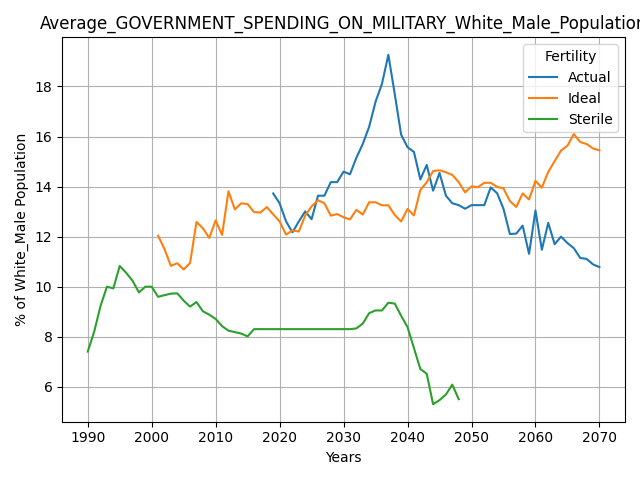 Average_GOVERNMENT_SPENDING_ON_MILITARY_White_Male_Population
Fertility
Actual
Ideal
Sterile
% of White_Male Population
18
16
14
12
10
8
6
1990 2000 2010 2020 2030 2040 2050 2060 2070
Years